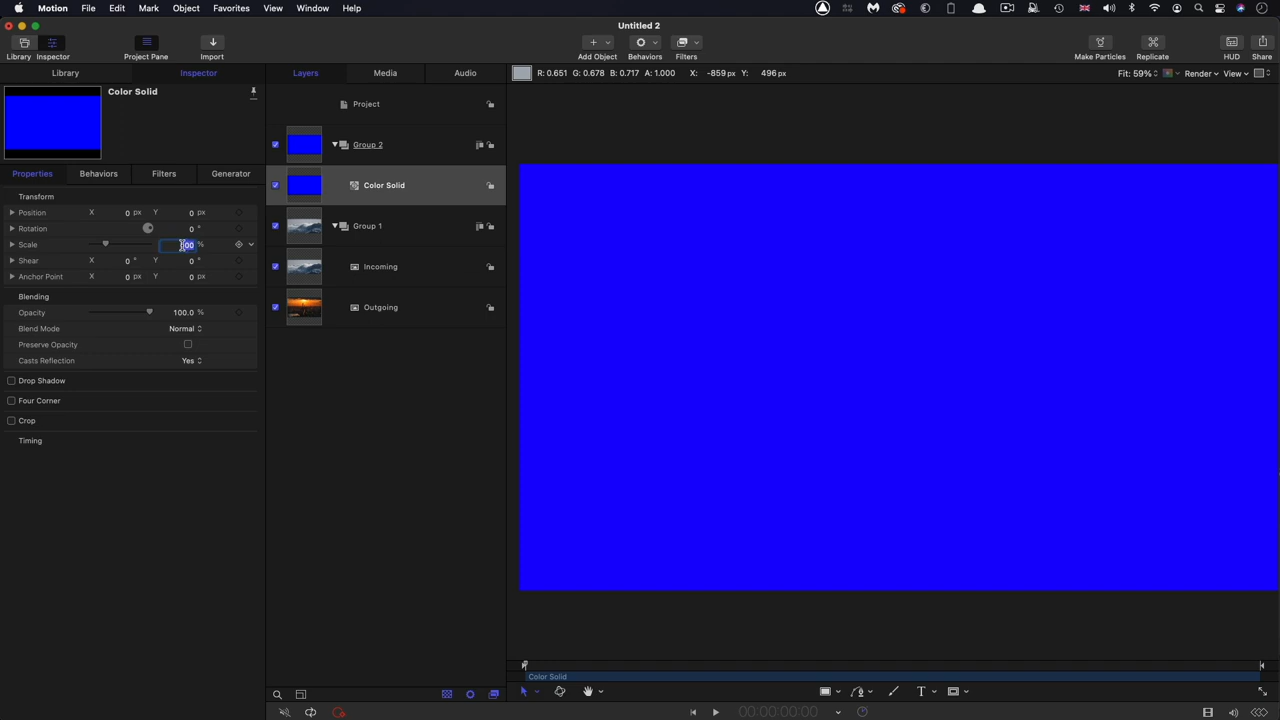 Motion File Edit Mark Object Favorites View Window Help
Untitled 2
Library Inspector Project Pane Import Add Object Behaviors Filters Make Particles Replicate HUD Share
Library Inspector Layers Media Audio R: 0.651 G: 0.678 B: 0.717 A: 1.000 X: -859 px Y: 496 px Fit: 59% Render View
Color Solid
Project
Group 2
Properties Behaviors Filters Generator
Color Solid
Transform
Position X 0 px Y 0 px
Rotation 0 °
Group 1
Scale %
Shear X 0 ° Y 0 °
Incoming
Anchor Point X 0 px Y 0 px
Blending
Outgoing
Opacity 100.0 %
Blend Mode Normal
Preserve Opacity
Casts Reflection Yes
Drop Shadow
Four Corner
Crop
Timing
Color Solid
T
00:00:00:00